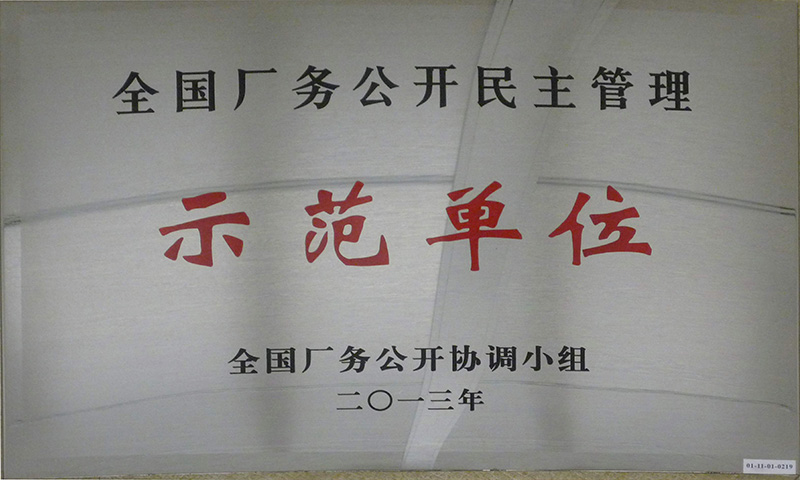 全国厂务公开民主管理
示范单位
全国厂务公开协调小组
二〇一三年
01-11-01-0219